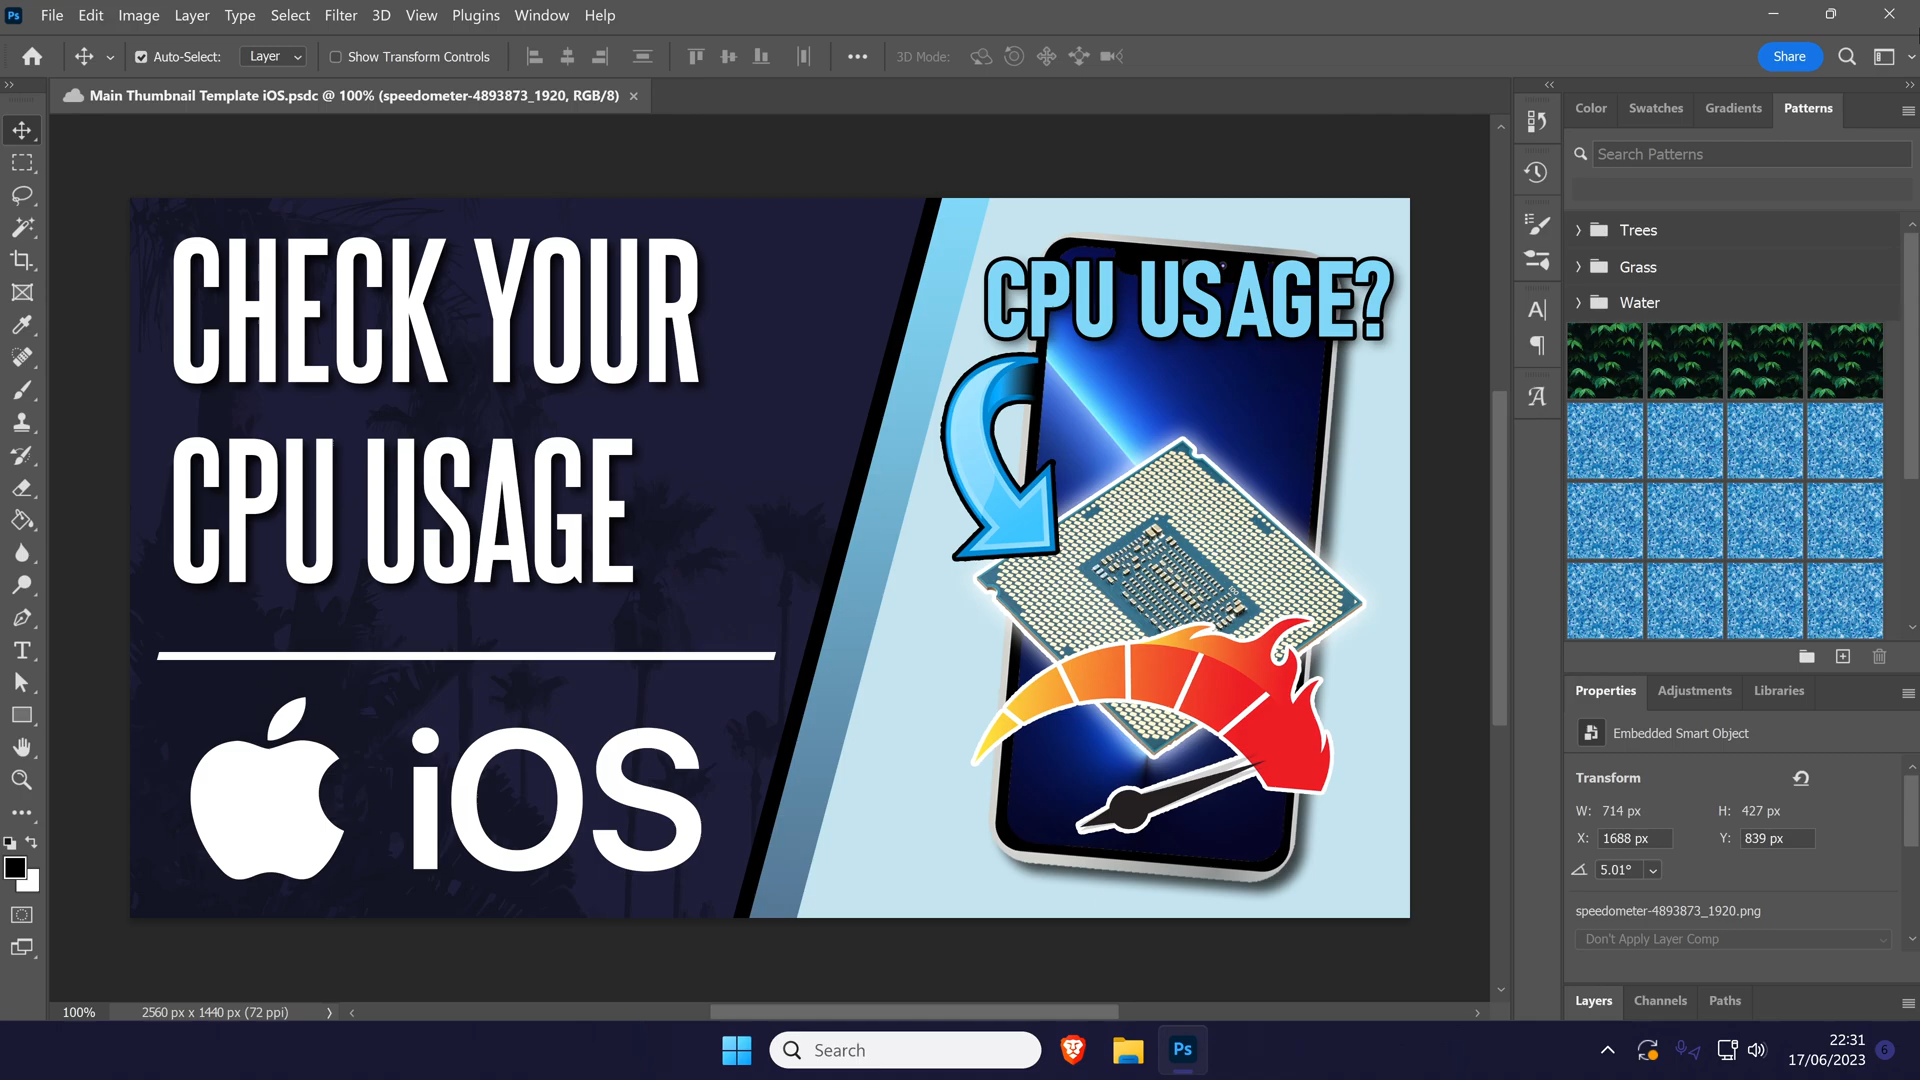 Ps File Edit Image Layer Type Select Filter 3D View Plugins Window Help
Auto-Select: Layer Show Transform Controls 3D Mode: Share
Main Thumbnail Template iOS.psdc @ 100% (speedometer-4893873_1920, RGB/8)
Color Swatches Gradients Patterns
Search Patterns
Trees
Grass
Water
CHECK YOUR
CPU USAGE
iOS
CPU USAGE?
Properties Adjustments Libraries
Embedded Smart Object
Transform
W: 714 px H: 427 px
X: 1688 px Y: 839 px
5.01°
speedometer-4893873_1920.png
Don't Apply Layer Comp
Layers Channels Paths
100% 2560 px x 1440 px (72 ppi)
Search
Ps
22:31
17/06/2023
6